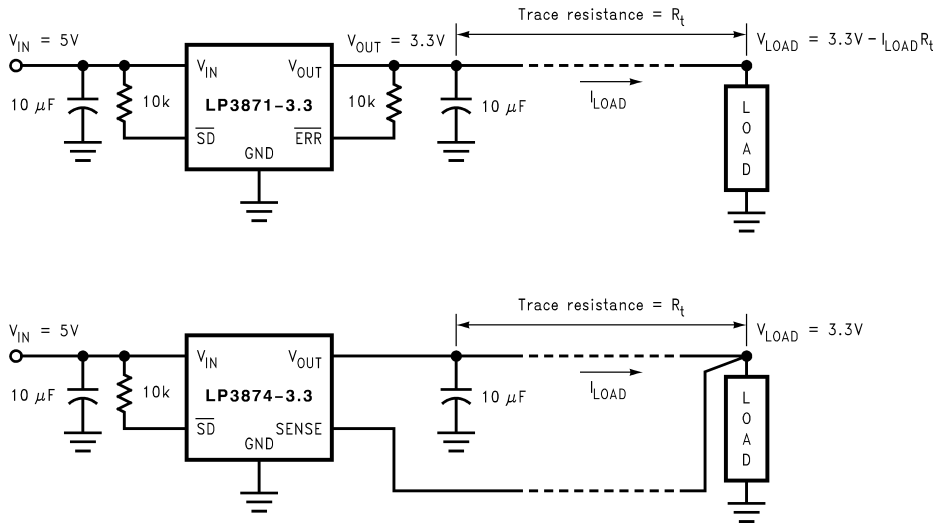 Trace resistance = Rt
VIN = 5V
VOUT = 3.3V
VLOAD = 3.3V - ILOADRt
VIN
VOUT
10 μF
10k
LP3871-3.3
10k
10 μF
ILOAD
SD
ERR
GND
LOAD
Trace resistance = Rt
VIN = 5V
VLOAD = 3.3V
VIN
VOUT
10 μF
10k
LP3874-3.3
10 μF
ILOAD
SD
SENSE
GND
LOAD